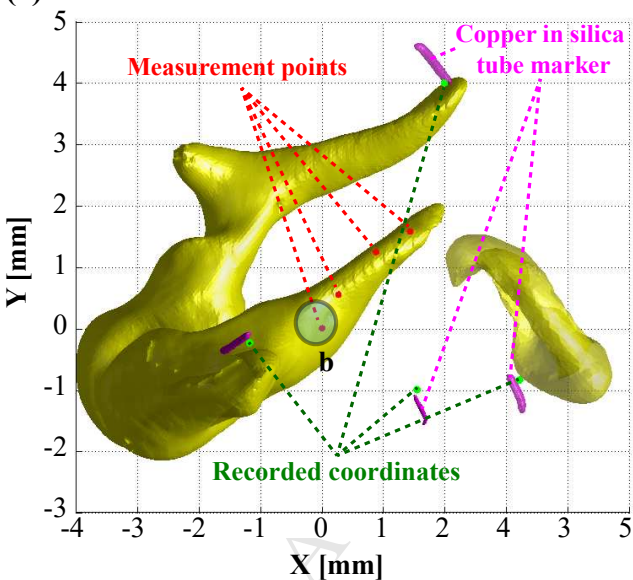 5
Copper in silica
tube marker
Measurement points
4
3
2
Y [mm]
1
0
b
-1
-2
Recorded coordinates
-3
-4 -3 -2 -1 0 1 2 4 3 5
A
X [mm]